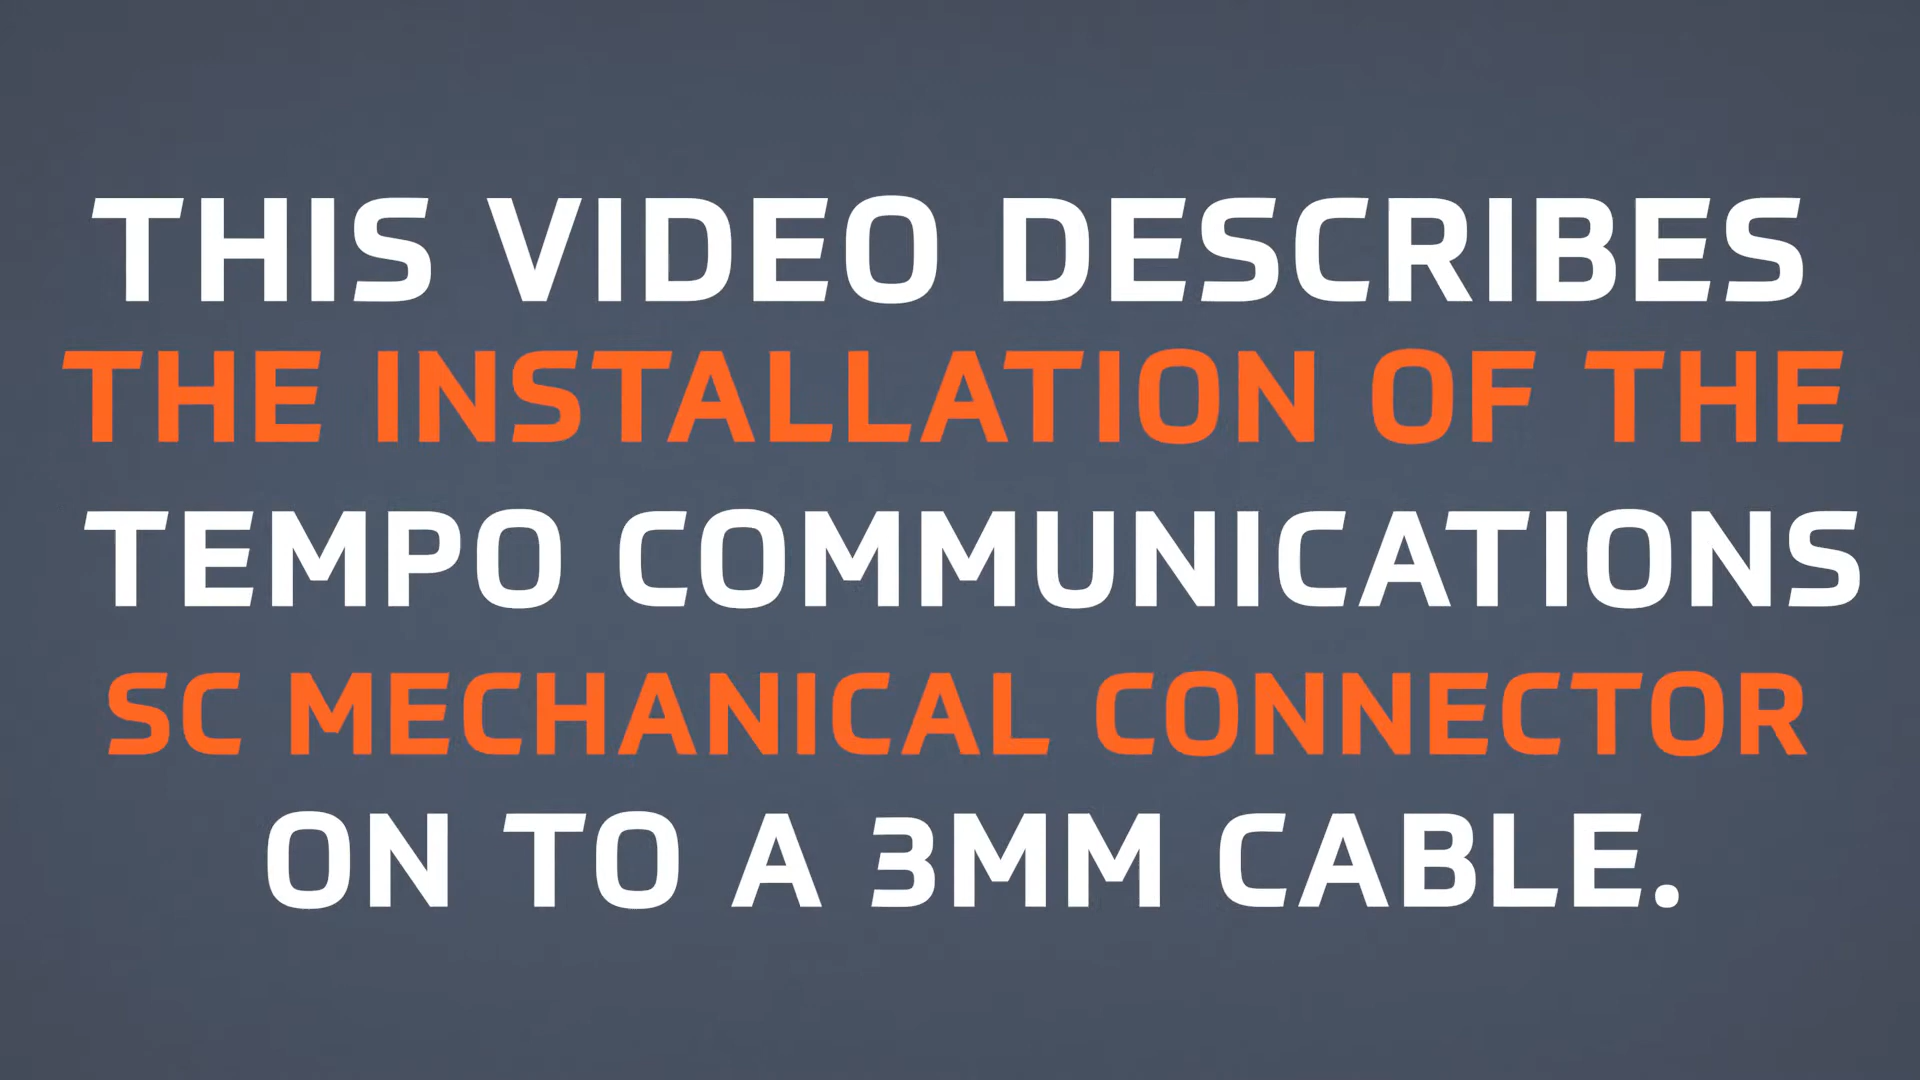 THIS VIDEO DESCRIBES
THE INSTALLATION OF THE
TEMPO COMMUNICATIONS
SC MECHANICAL CONNECTOR
ON TO A 3MM CABLE.